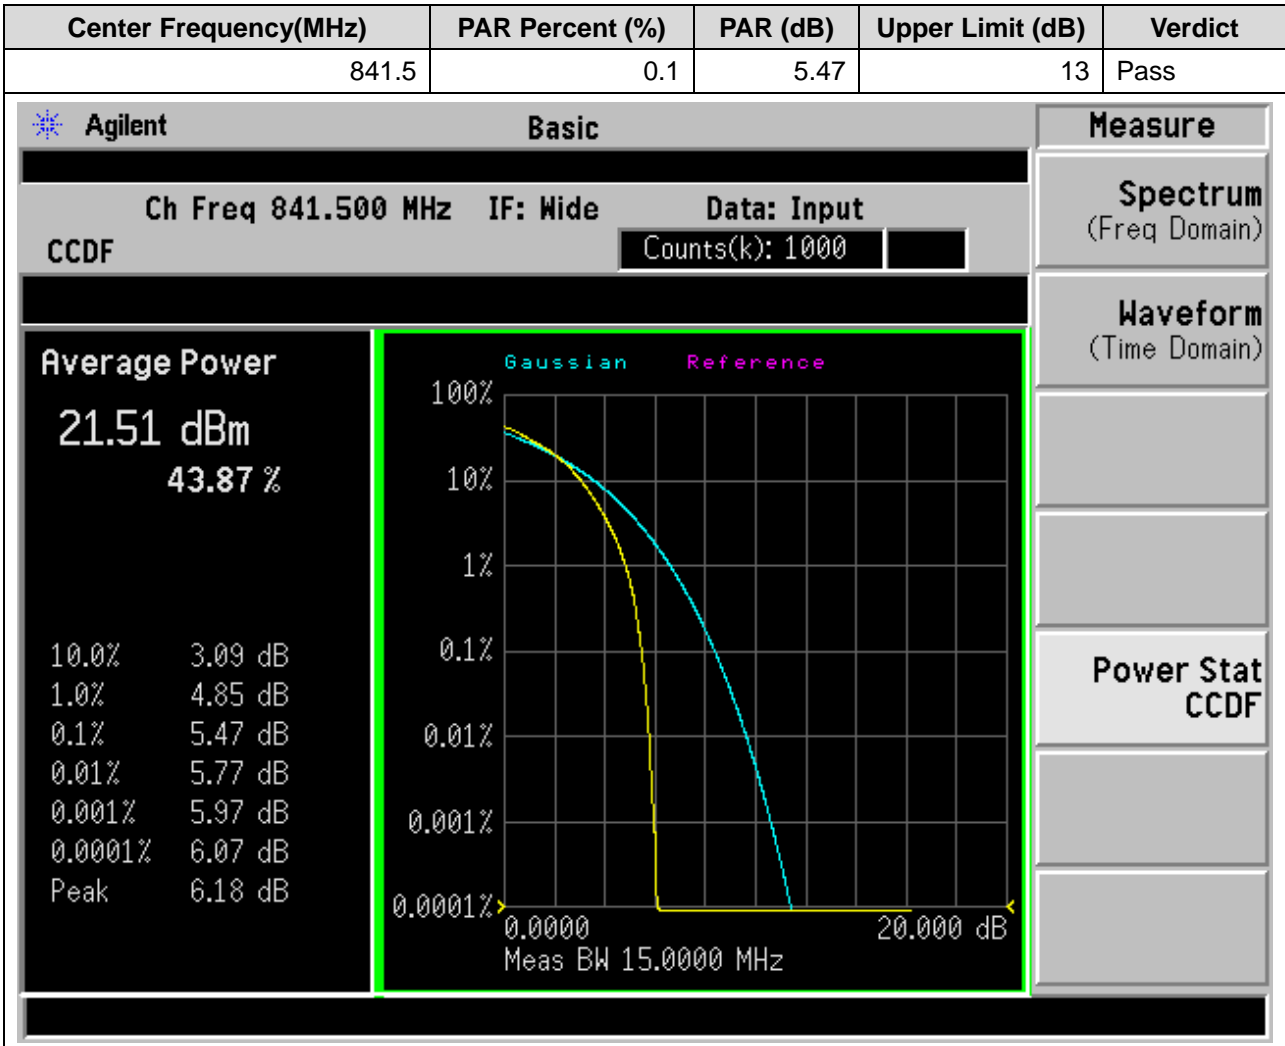 Center Frequency(MHz) PAR Percent (%) PAR (dB) Upper Limit (dB) Verdict
841.5 0.1 5.47 13 Pass
Agilent Basic Measure
Ch Freq 841.500 MHz IF: Wide Data: Input
CCDF Counts(k): 1000
Spectrum
(Freq Domain)
Waveform
(Time Domain)
Power Stat
CCDF
Average Power
21.51 dBm
43.87 %
10.0% 3.09 dB
1.0% 4.85 dB
0.1% 5.47 dB
0.01% 5.77 dB
0.001% 5.97 dB
0.0001% 6.07 dB
Peak 6.18 dB
Gaussian Reference
100%
10%
1%
0.1%
0.01%
0.001%
0.0001%
0.0000 20.000 dB
Meas BW 15.0000 MHz